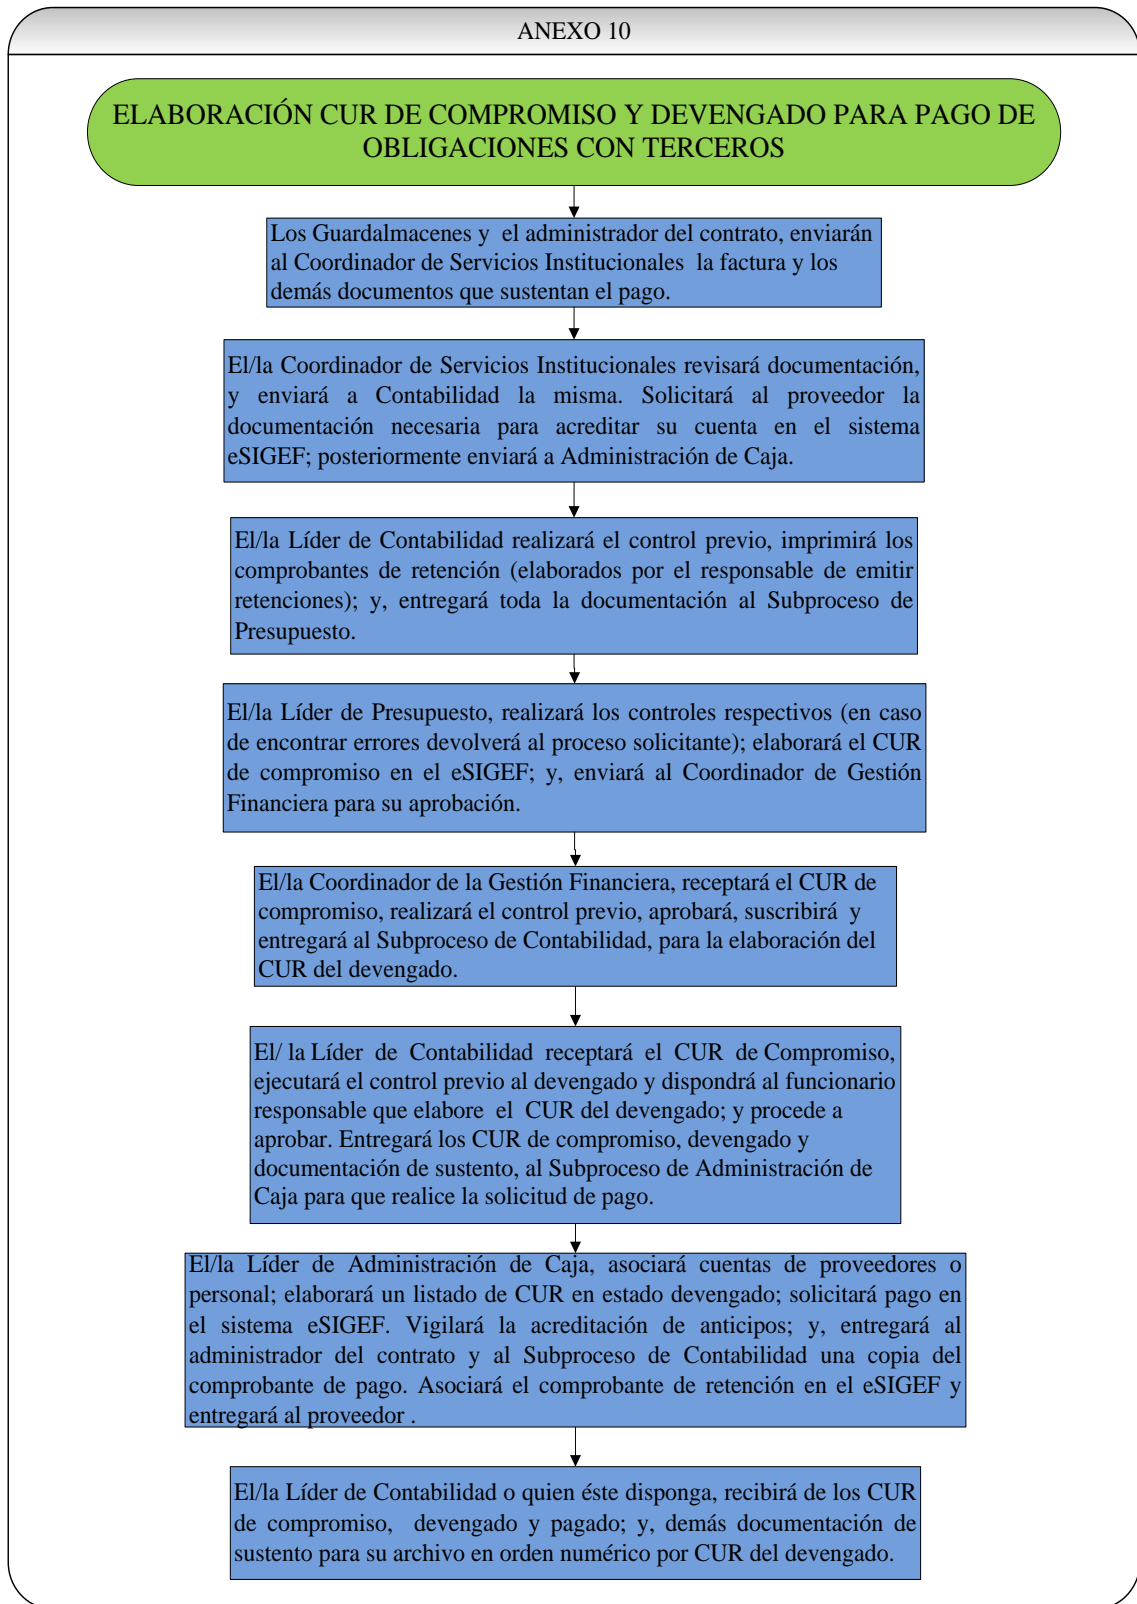 ANEXO 10
ELABORACIÓN CUR DE COMPROMISO Y DEVENGADO PARA PAGO DE
OBLIGACIONES CON TERCEROS
Los Guardalmacenes y el administrador del contrato, enviarán
al Coordinador de Servicios Institucionales la factura y los
demás documentos que sustentan el pago.
El/la Coordinador de Servicios Institucionales revisará documentación,
y enviará a Contabilidad la misma. Solicitará al proveedor la
documentación necesaria para acreditar su cuenta en el sistema
eSIGEF; posteriormente enviará a Administración de Caja.
El/la Líder de Contabilidad realizará el control previo, imprimirá los
comprobantes de retención (elaborados por el responsable de emitir
retenciones); y, entregará toda la documentación al Subproceso de
Presupuesto.
El/la Líder de Presupuesto, realizará los controles respectivos (en caso
de encontrar errores devolverá al proceso solicitante); elaborará el CUR
de compromiso en el eSIGEF; y, enviará al Coordinador de Gestión
Financiera para su aprobación.
El/la Coordinador de la Gestión Financiera, receptará el CUR de
compromiso, realizará el control previo, aprobará, suscribirá y
entregará al Subproceso de Contabilidad, para la elaboración del
CUR del devengado.
El/ la Líder de Contabilidad receptará el CUR de Compromiso,
ejecutará el control previo al devengado y dispondrá al funcionario
responsable que elabore el CUR del devengado; y procede a
aprobar. Entregará los CUR de compromiso, devengado y
documentación de sustento, al Subproceso de Administración de
Caja para que realice la solicitud de pago.
El/la Líder de Administración de Caja, asociará cuentas de proveedores o
personal; elaborará un listado de CUR en estado devengado; solicitará pago en
el sistema eSIGEF. Vigilará la acreditación de anticipos; y, entregará al
administrador del contrato y al Subproceso de Contabilidad una copia del
comprobante de pago. Asociará el comprobante de retención en el eSIGEF y
entregará al proveedor .
El/la Líder de Contabilidad o quien éste disponga, recibirá de los CUR
de compromiso, devengado y pagado; y, demás documentación de
sustento para su archivo en orden numérico por CUR del devengado.